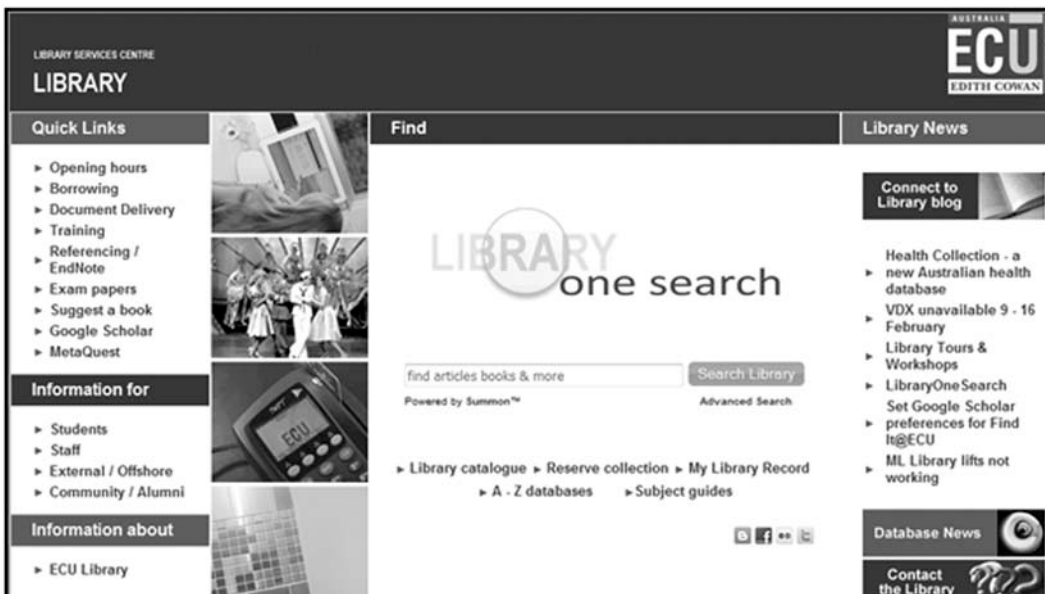 LIBRARY SERVICES CENTRE
LIBRARY
AUSTRALIA
ECU
EDITH COWAN
Quick Links
Opening hours
Borrowing
Document Delivery
Training
Referencing /
EndNote
Exam papers
Suggest a book
Google Scholar
MetaQuest
Information for
Students
Staff
External / Offshore
Community / Alumni
Information about
ECU Library
ECU
Find
LIBRARY
one search
find articles books & more
Search Library
Powered by Summon™
Advanced Search
Library catalogue
Reserve collection
My Library Record
A - Z databases
Subject guides
Library News
Connect to
Library blog
Health Collection - a
new Australian health
database
VDX unavailable 9 - 16
February
Library Tours &
Workshops
LibraryOneSearch
Set Google Scholar
preferences for Find
It@ECU
ML Library lifts not
working
Database News
Contact
the Library